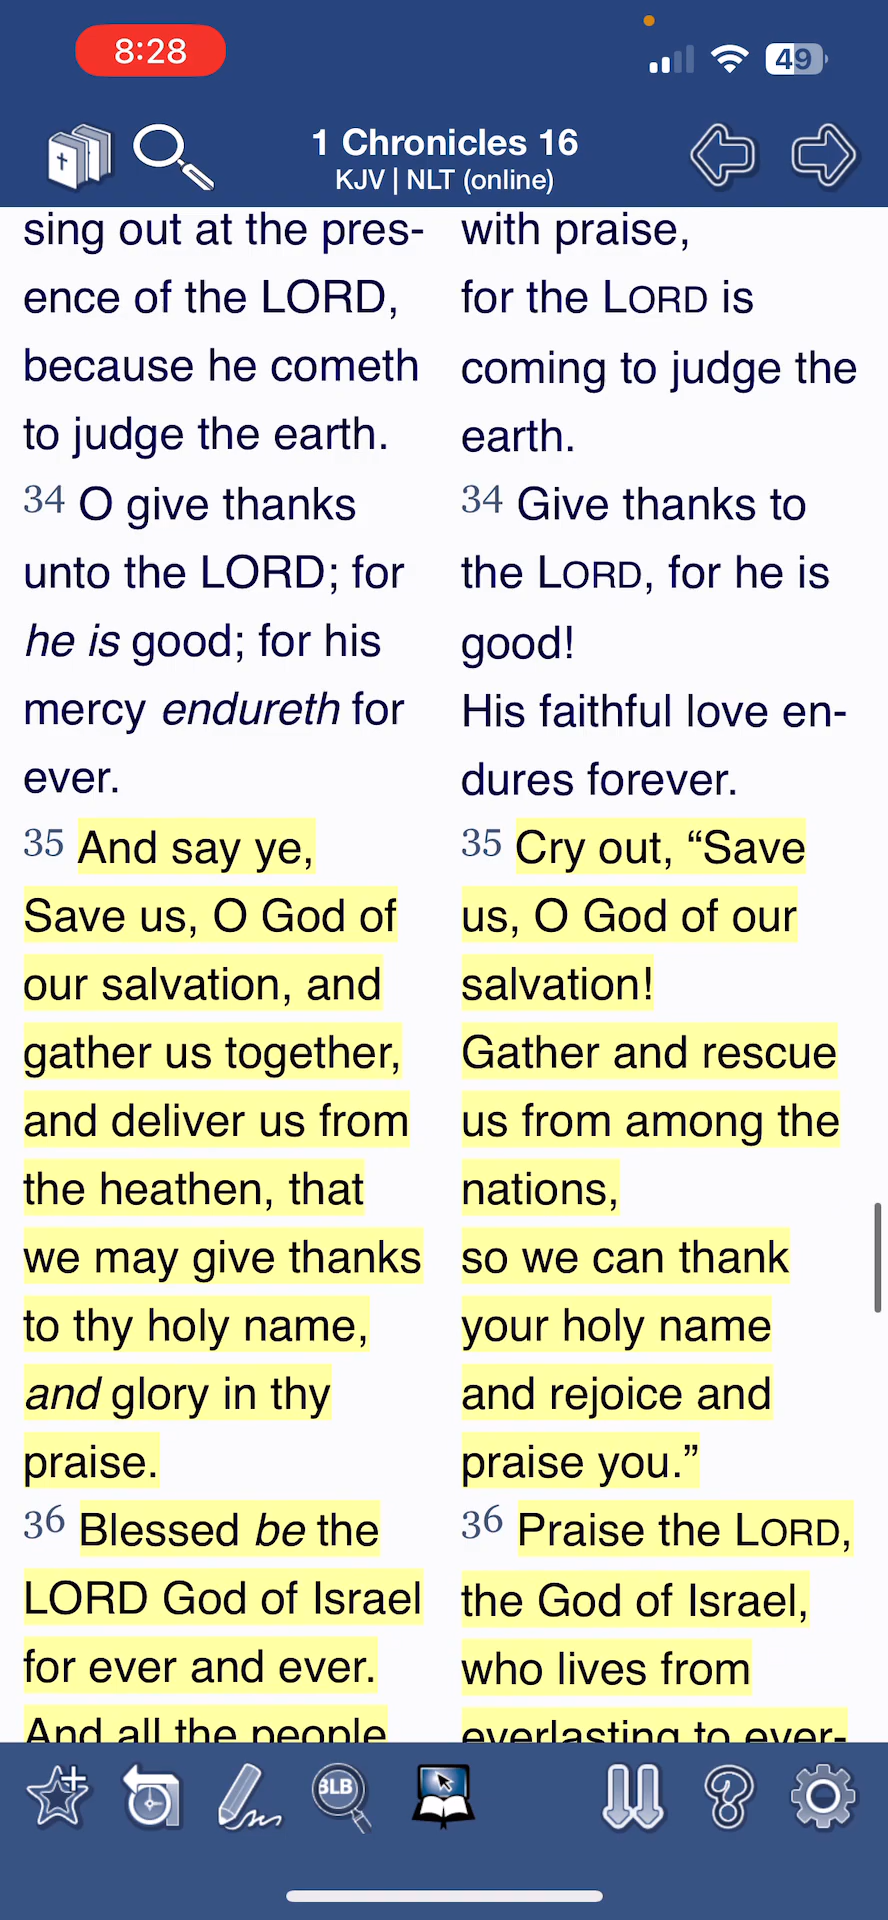 8:28
49
1 Chronicles 16
KJV | NLT (online)
sing out at the pres-
ence of the LORD,
because he cometh
to judge the earth.
34 O give thanks
unto the LORD; for
he is good; for his
mercy endureth for
ever.
35 And say ye,
Save us, O God of
our salvation, and
gather us together,
and deliver us from
the heathen, that
we may give thanks
to thy holy name,
and glory in thy
praise.
36 Blessed be the
LORD God of Israel
for ever and ever.
And all the people
with praise,
for the LORD is
coming to judge the
earth.
34 Give thanks to
the LORD, for he is
good!
His faithful love en-
dures forever.
35 Cry out, “Save
us, O God of our
salvation!
Gather and rescue
us from among the
nations,
so we can thank
your holy name
and rejoice and
praise you.”
36 Praise the LORD,
the God of Israel,
who lives from
everlasting to ever-
BLB